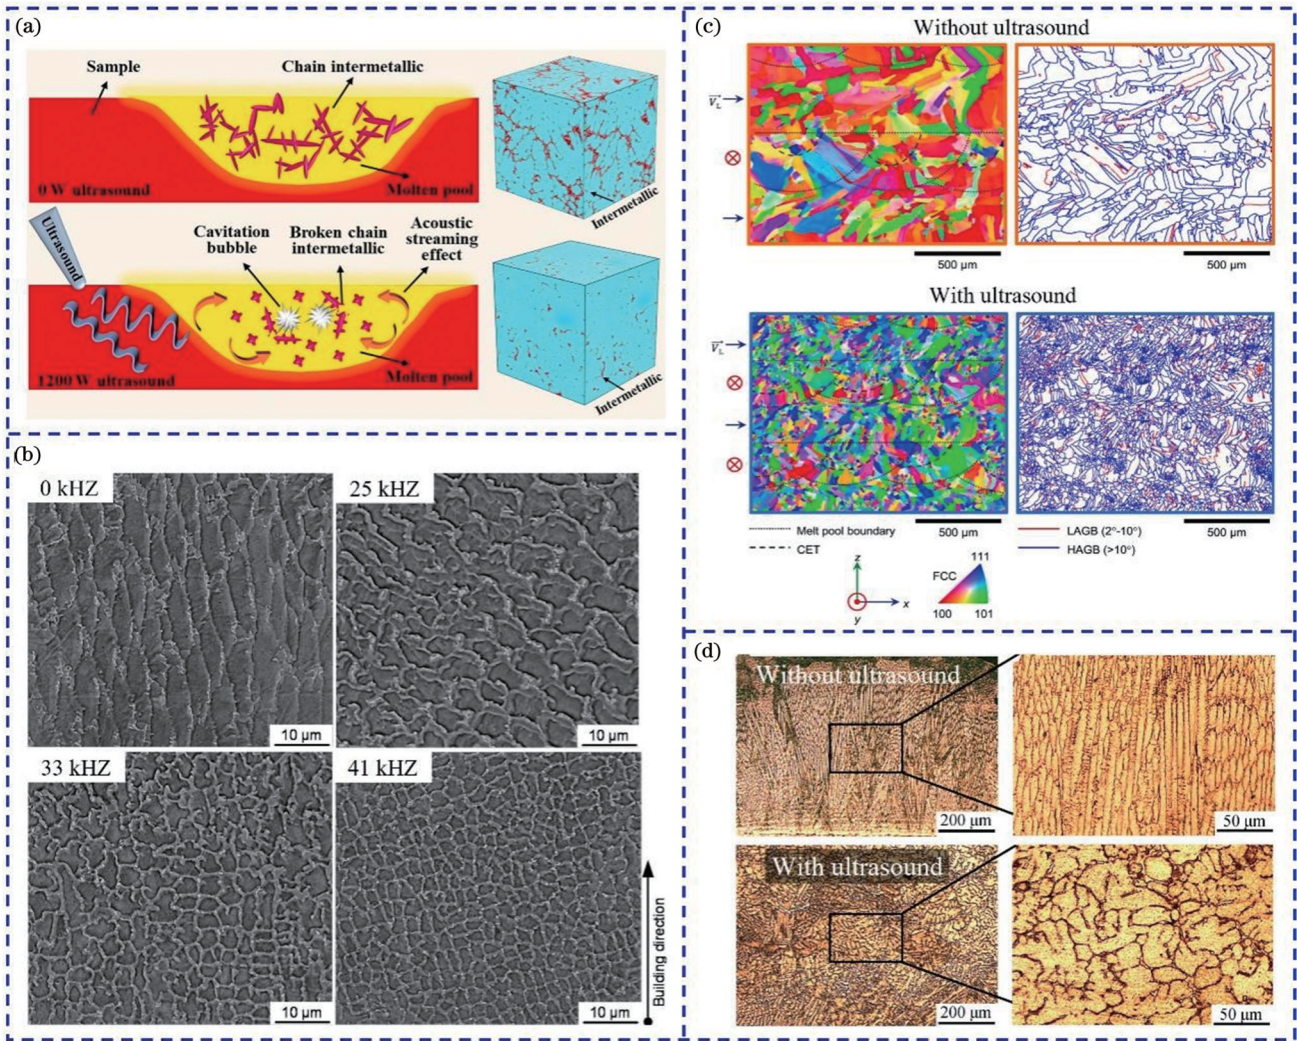 (a)
Sample
Chain intermetallic
0 W ultrasound
Molten pool
Intermetallic
Ultrasound
Cavitation
bubble
Broken chain
intermetallic
Acoustic
streaming
effect
1200 W ultrasound
Molten pool
Intermetallic
(b)
0 kHZ
10 μm
25 kHZ
10 μm
33 kHZ
10 μm
41 kHZ
10 μm
Building direction
(c)
Without ultrasound
V_L
500 μm
500 μm
With ultrasound
V_L
500 μm
500 μm
Melt pool boundary
CET
LAGB (2°-10°)
HAGB (>10°)
z
x
y
FCC
111
100
101
(d)
Without ultrasound
200 μm
50 μm
With ultrasound
200 μm
50 μm